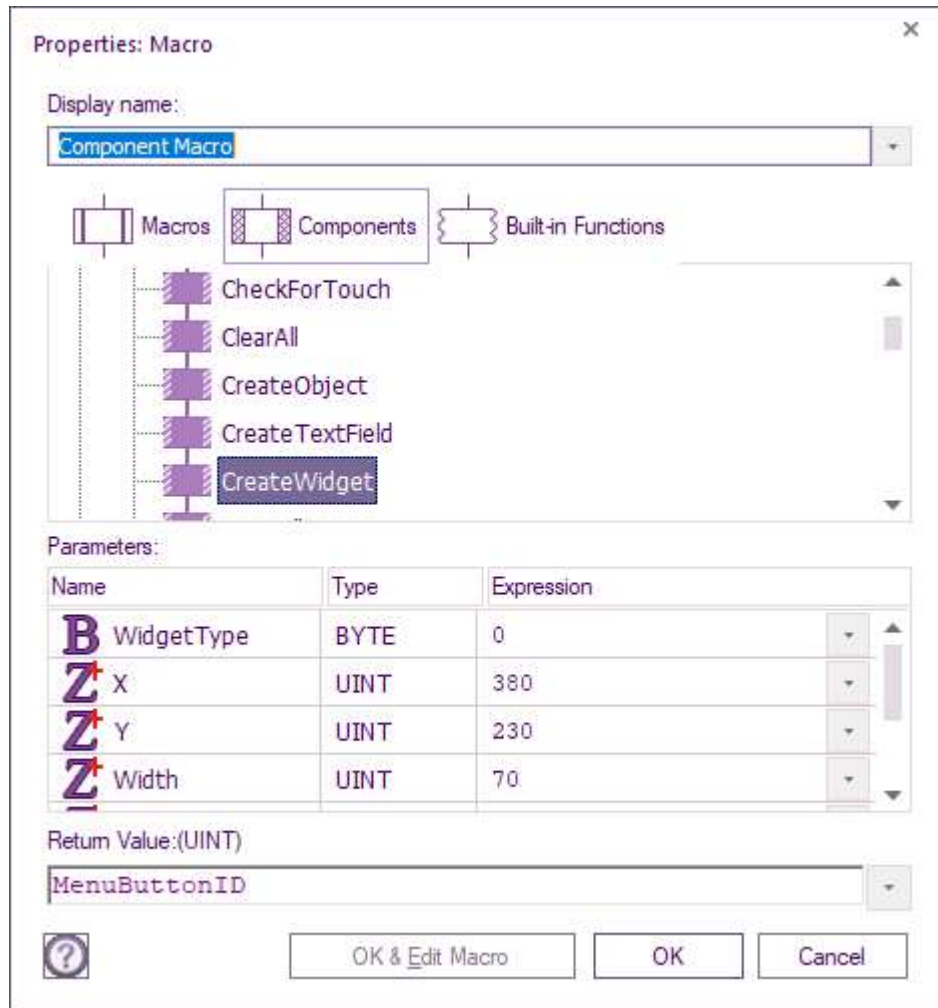 Properties: Macro
Display name:
Component Macro
Macros Components Built-in Functions
CheckForTouch
ClearAll
CreateObject
CreateTextField
CreateWidget
Parameters:
Name Type Expression
B WidgetType BYTE 0
Z+ X UINT 380
Z+ Y UINT 230
Z+ Width UINT 70
Return Value:(UINT)
MenuButtonID
? OK & Edit Macro OK Cancel